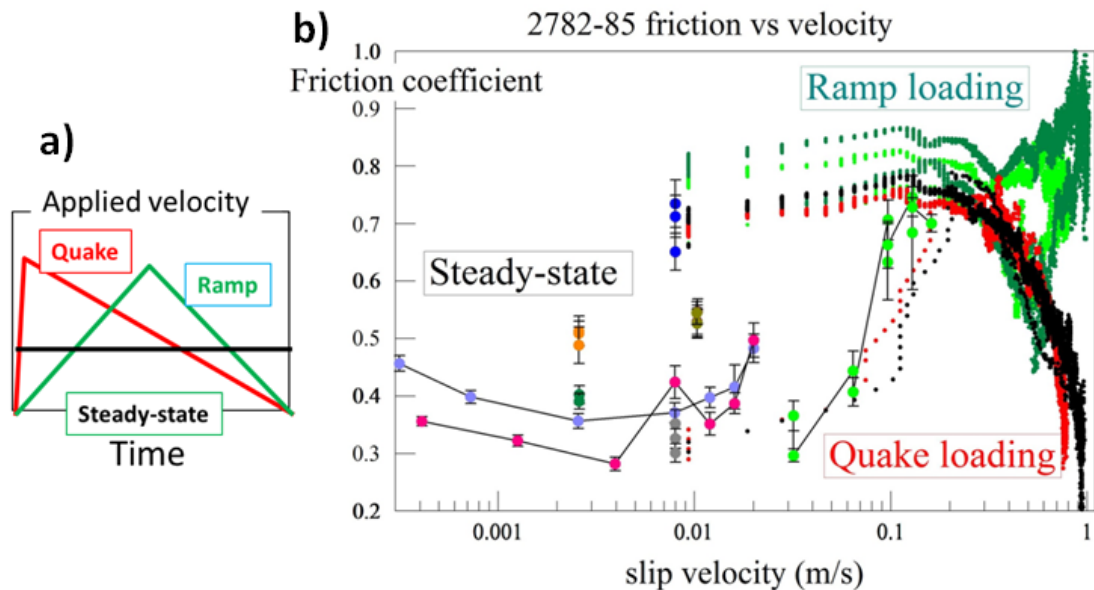 a)
Applied velocity
Quake
Ramp
Steady-state
Time
b)
2782-85 friction vs velocity
Friction coefficient
1.0
0.9
0.8
0.7
0.6
0.5
0.4
0.3
0.2
Ramp loading
Steady-state
Quake loading
0.001
0.01
0.1
1
slip velocity (m/s)